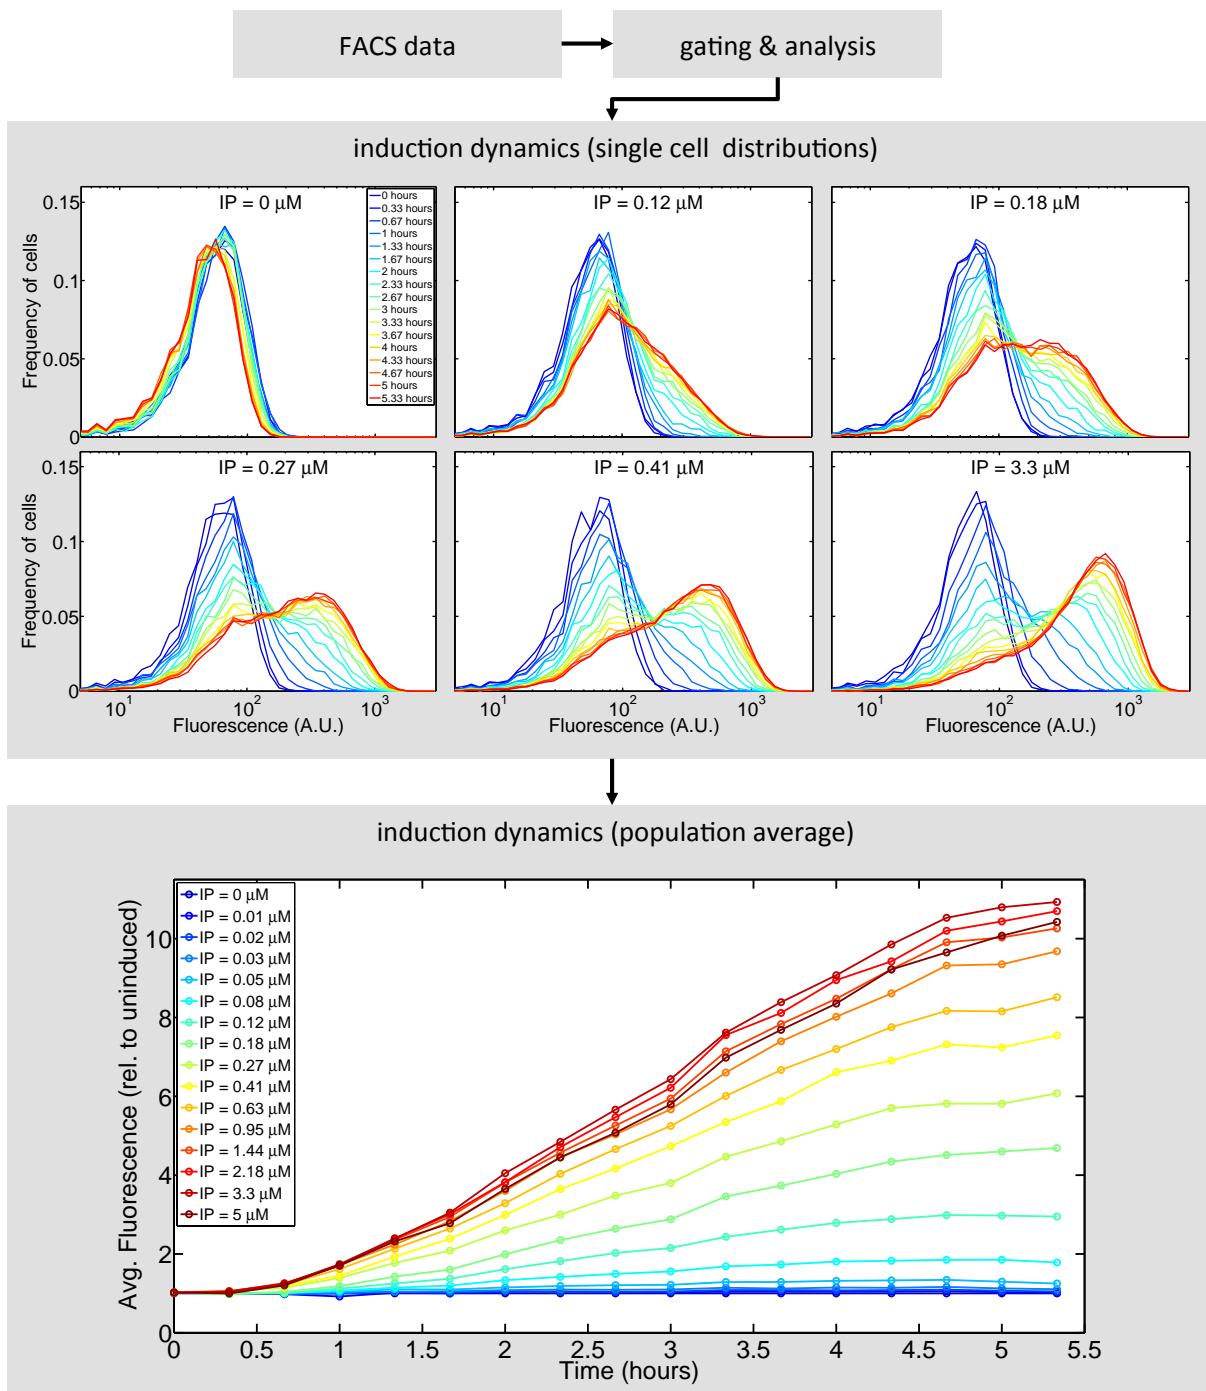 FACS data
gating & analysis
induction dynamics (single cell distributions)
IP = 0 μM
IP = 0.12 μM
IP = 0.18 μM
0 hours
0.33 hours
0.67 hours
1 hours
1.33 hours
1.67 hours
2 hours
2.33 hours
2.67 hours
3 hours
3.33 hours
3.67 hours
4 hours
4.33 hours
4.67 hours
5 hours
5.33 hours
Frequency of cells
0.15
0.1
0.05
0
IP = 0.27 μM
IP = 0.41 μM
IP = 3.3 μM
Frequency of cells
0.15
0.1
0.05
0
10¹ 10² 10³
10¹ 10² 10³
10¹ 10² 10³
Fluorescence (A.U.)
Fluorescence (A.U.)
Fluorescence (A.U.)
induction dynamics (population average)
IP = 0 μM
IP = 0.01 μM
IP = 0.02 μM
IP = 0.03 μM
IP = 0.05 μM
IP = 0.08 μM
IP = 0.12 μM
IP = 0.18 μM
IP = 0.27 μM
IP = 0.41 μM
IP = 0.63 μM
IP = 0.95 μM
IP = 1.44 μM
IP = 2.18 μM
IP = 3.3 μM
IP = 5 μM
Avg. Fluorescence (rel. to uninduced)
10
8
6
4
2
0
0 0.5 1 1.5 2 2.5 3 3.5 4 4.5 5 5.5
Time (hours)